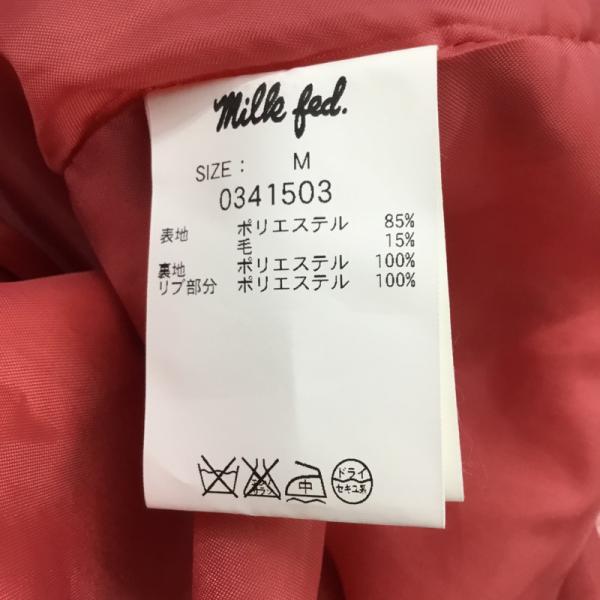 Milk fed.
SIZE: M
0341503
表地 ポリエステル 85%
毛 15%
裏地 ポリエステル 100%
リブ部分 ポリエステル 100%
中
ドライ
セキユ系